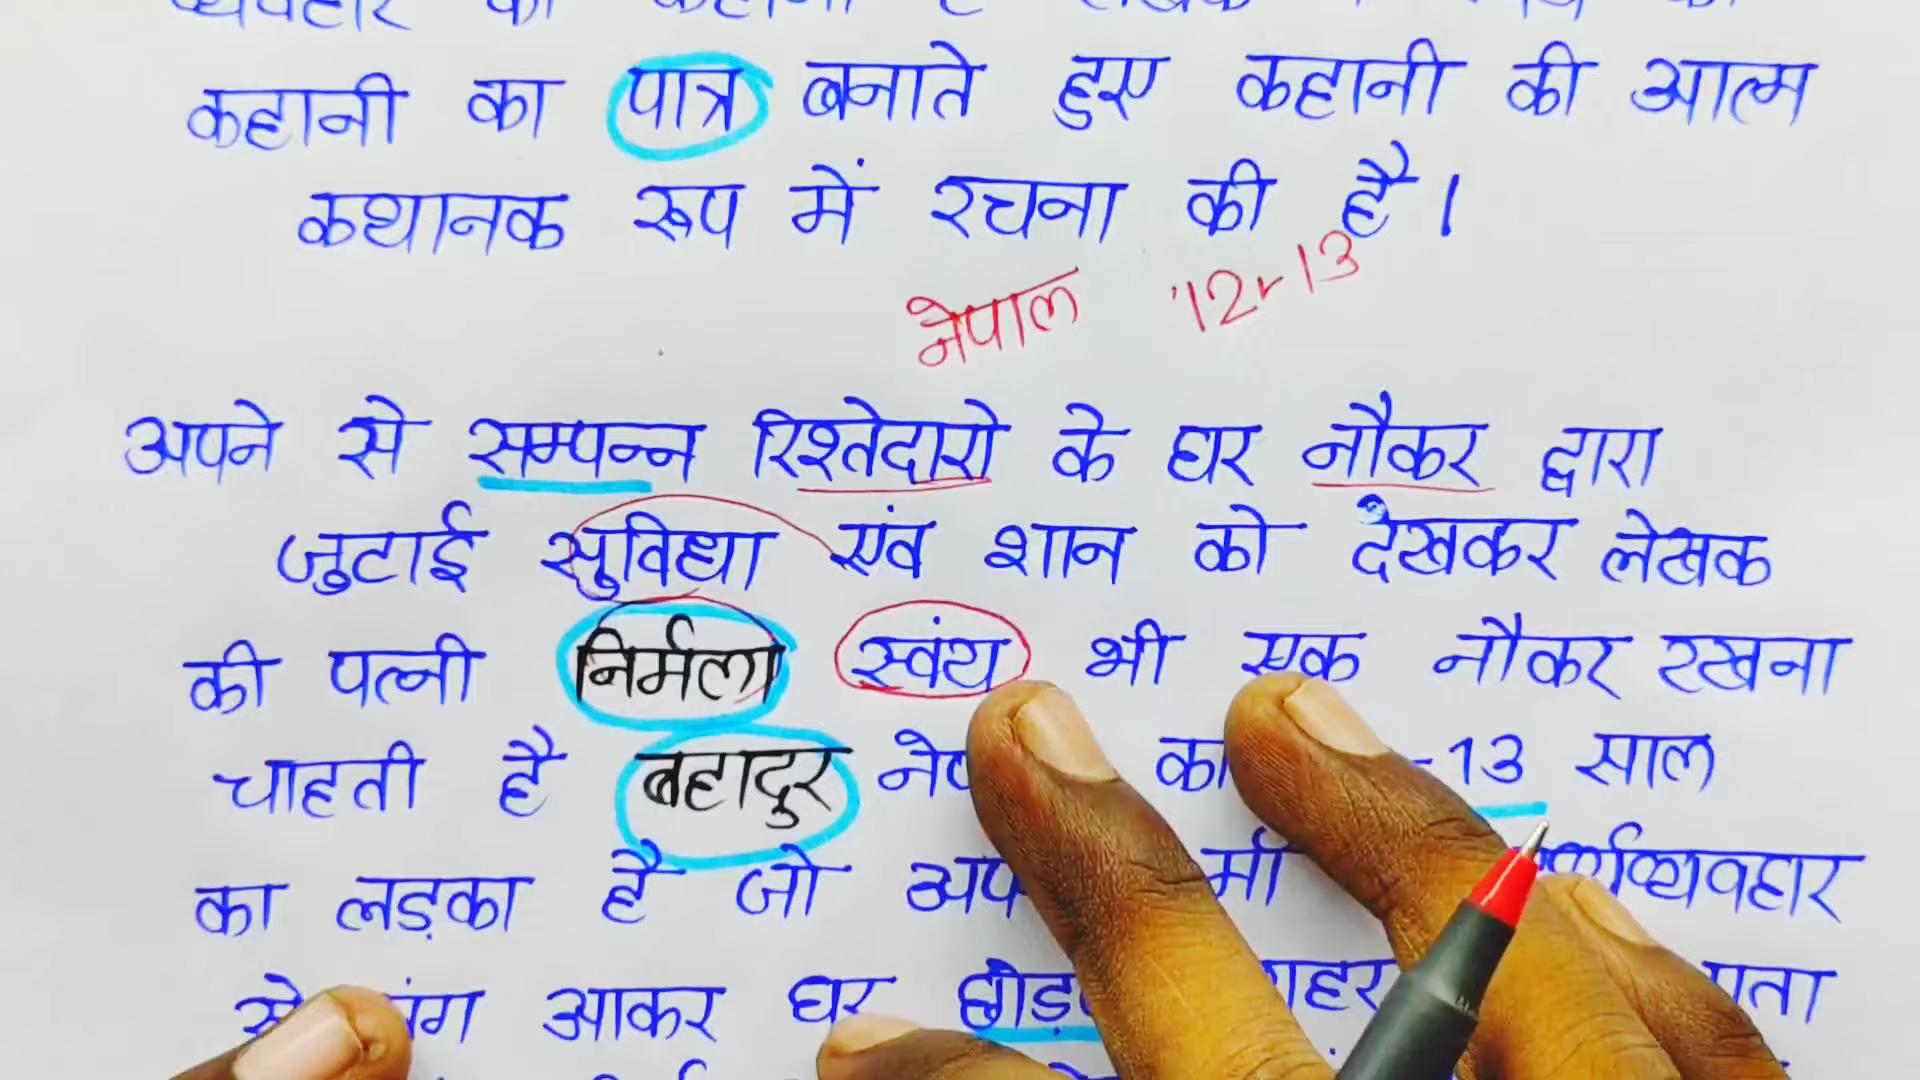 कहानी का पात्र बनाते हुए कहानी की आत्म
कथानक रूप में रचना की है।
नेपाल 12 13
अपने से सम्पन्न रिश्तेदारो के घर नौकर द्वारा
जुटाई सुविधा एंव शान को देखकर लेखक
की पत्नी निर्मला स्वंय भी एक नौकर रखना
चाहती है बहादुर का -13 साल
का लड़का है जो
आकर घर